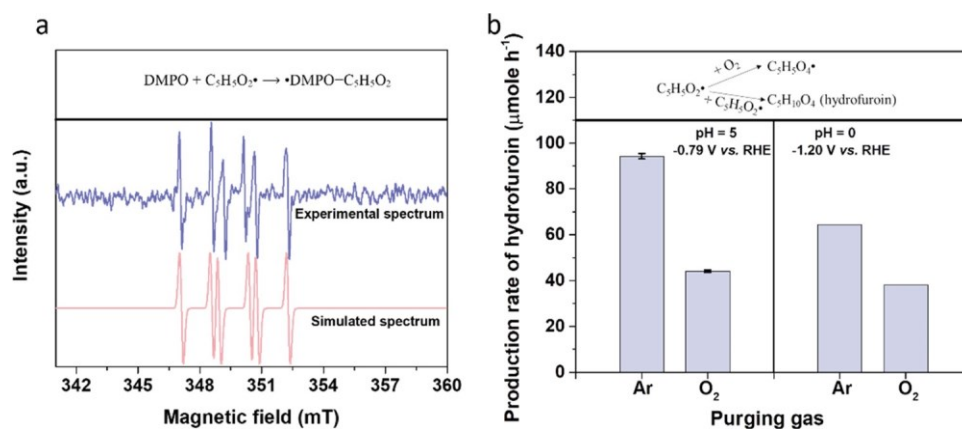 a
DMPO + C₅H₅O₂• → •DMPO−C₅H₅O₂
Intensity (a.u.)
Experimental spectrum
Simulated spectrum
342 345 348 351 354 357 360
Magnetic field (mT)
b
Production rate of hydrofuroin (μmole h⁻¹)
140
120
100
80
60
40
20
0
+ O₂
C₅H₅O₄•
C₅H₅O₂•
+ C₅H₅O₂•
C₅H₁₀O₄ (hydrofuroin)
pH = 5
-0.79 V vs. RHE
pH = 0
-1.20 V vs. RHE
Ar O₂ Ar O₂
Purging gas